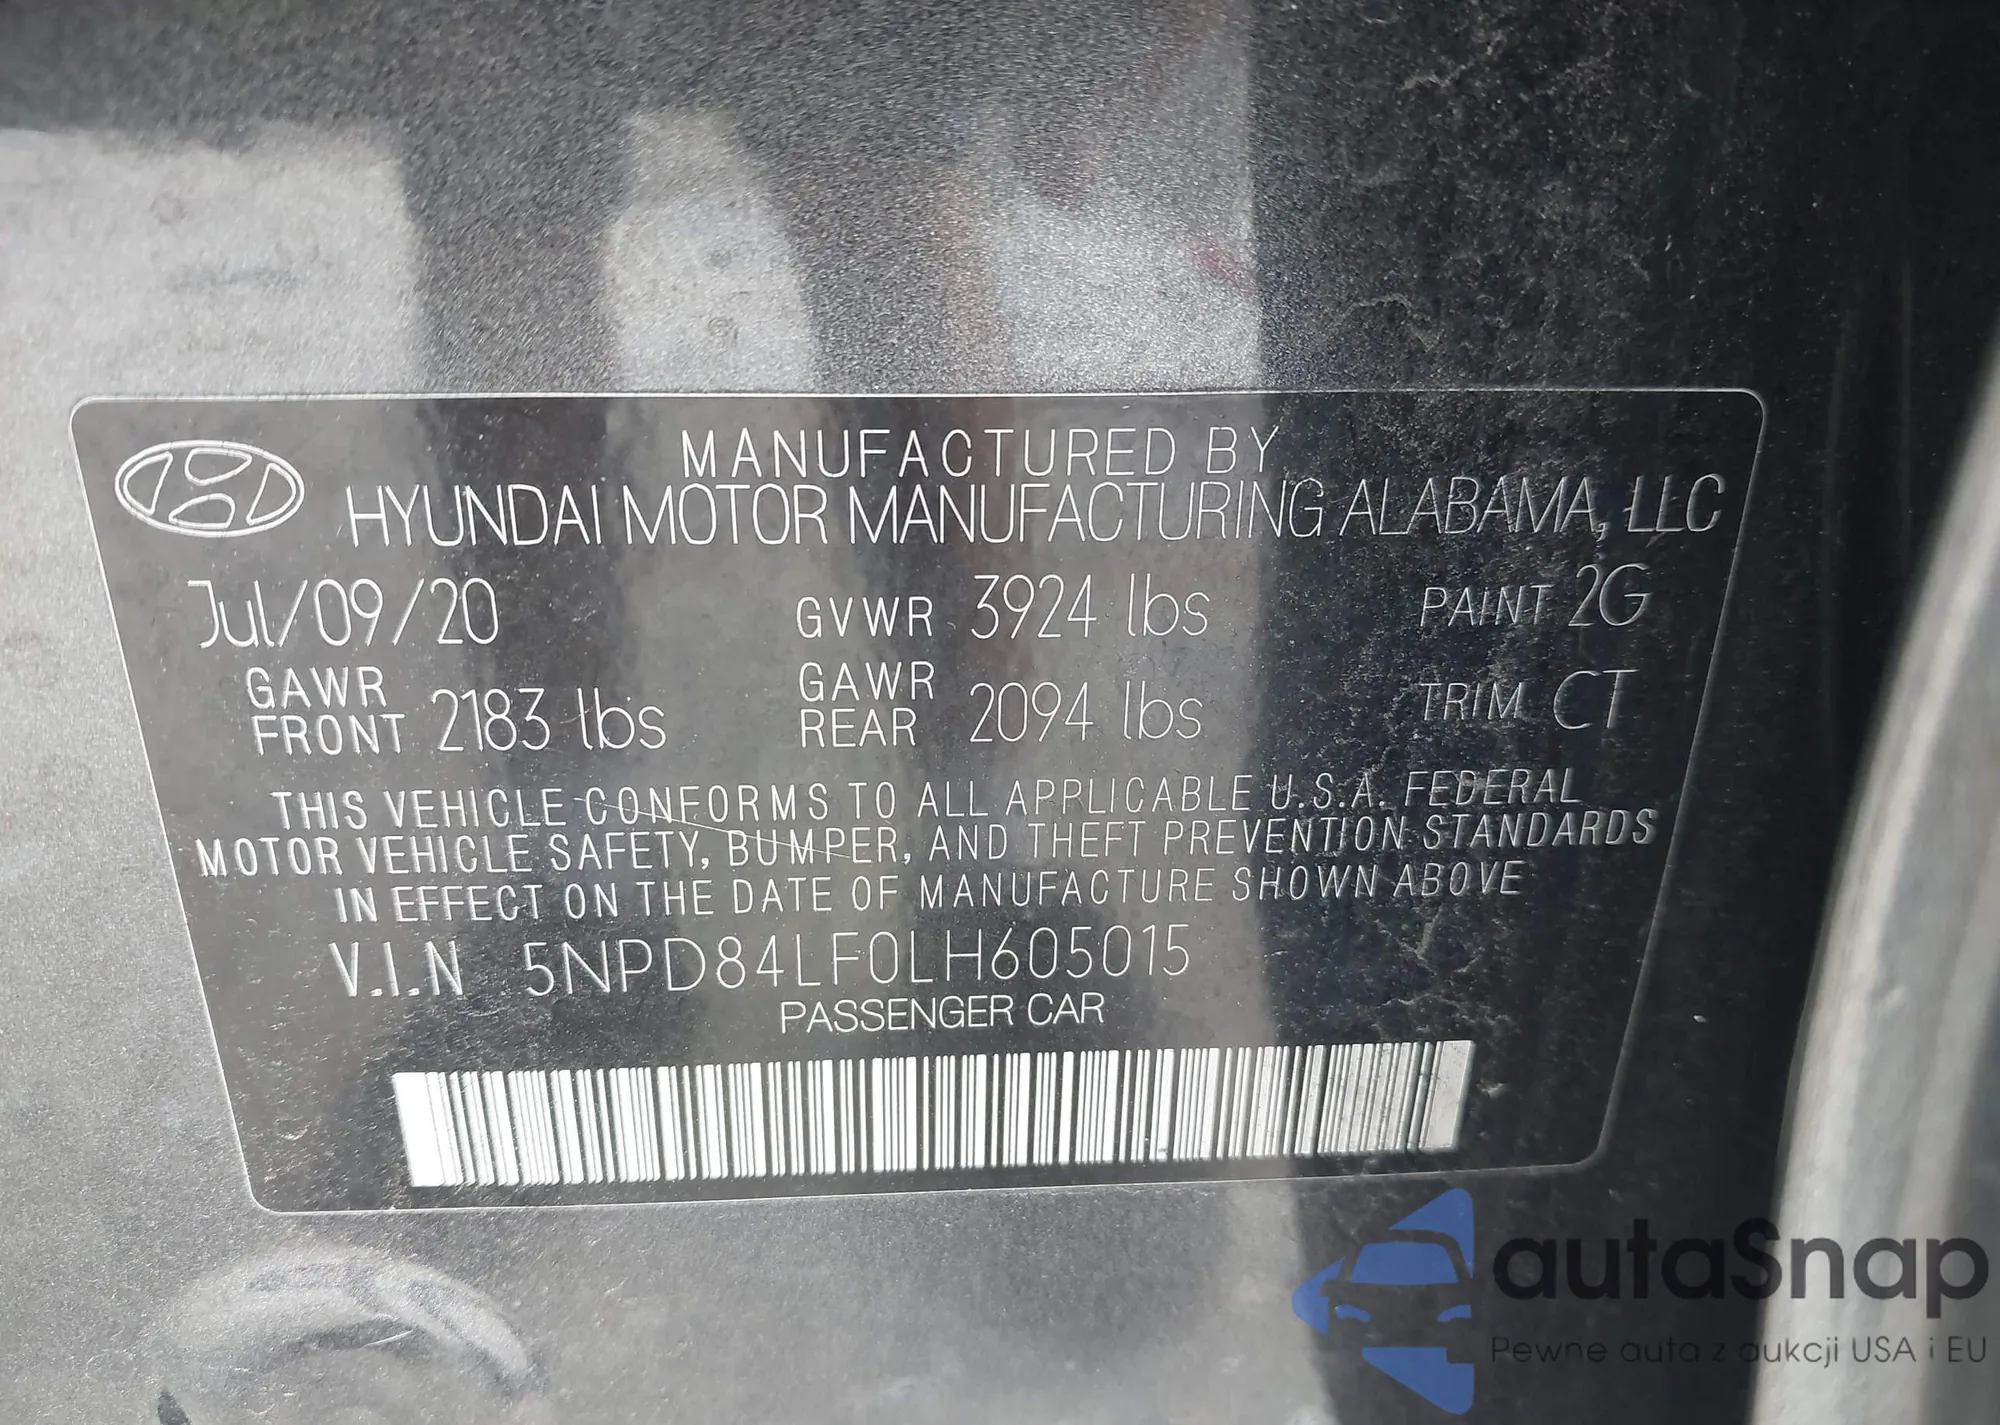 MANUFACTURED BY
HYUNDAI MOTOR MANUFACTURING ALABAMA, LLC
Jul/09/20 GVWR 3924 lbs PAINT 2G
GAWR FRONT 2183 lbs GAWR REAR 2094 lbs TRIM CT
THIS VEHICLE CONFORMS TO ALL APPLICABLE U.S.A. FEDERAL
MOTOR VEHICLE SAFETY, BUMPER, AND THEFT PREVENTION STANDARDS
IN EFFECT ON THE DATE OF MANUFACTURE SHOWN ABOVE
V.I.N 5NPD84LF0LH605015
PASSENGER CAR
autaSnap
Pewne auta z aukcji USA i EU